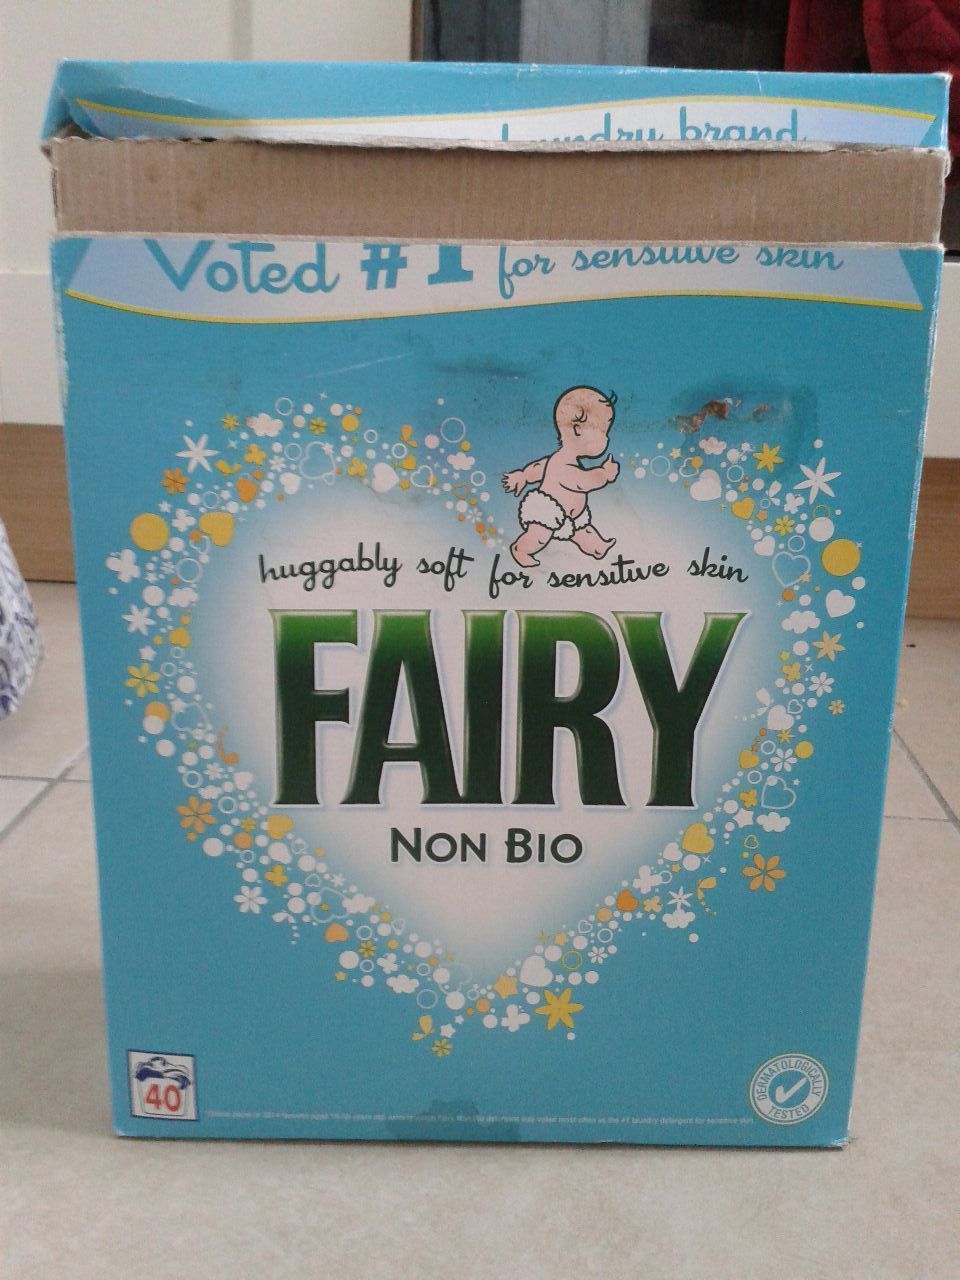 laundry brand
Voted #1 for sensitive skin
huggably soft for sensitive skin
FAIRY
NON BIO
40
DERMATOLOGICALLY
TESTED